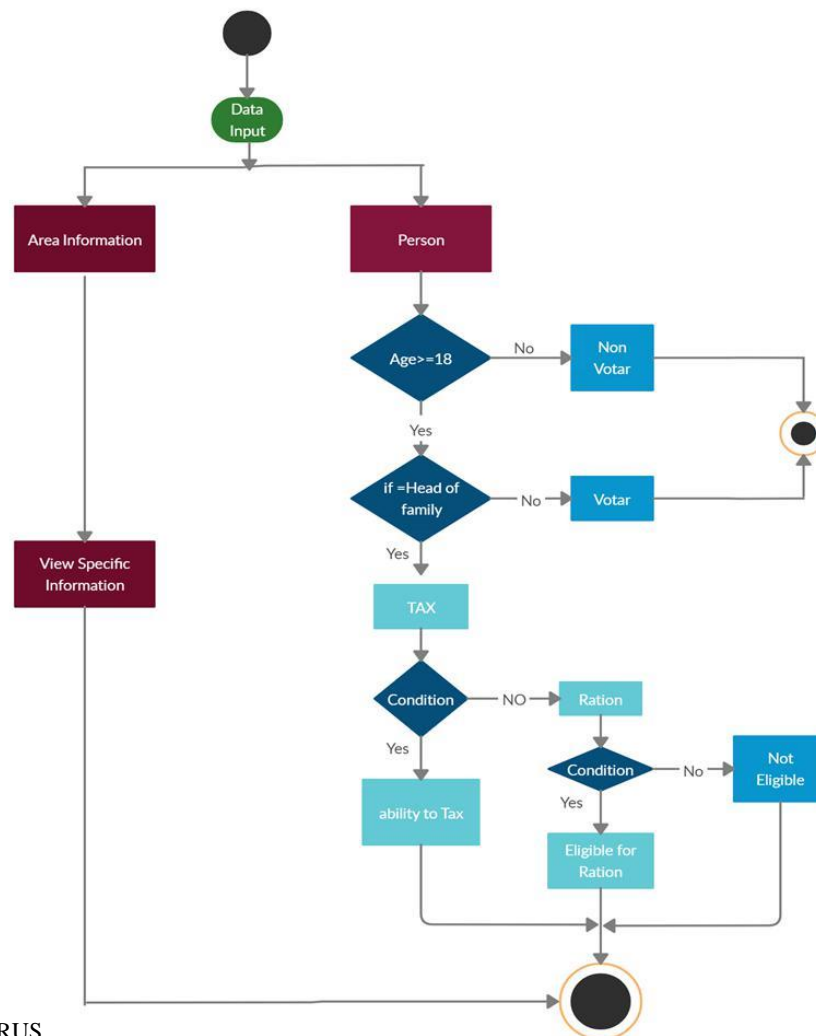 Data
Input
Area Information
Person
Age>=18
No
Non
Votar
Yes
if =Head of
family
No
Votar
Yes
View Specific
Information
TAX
Condition
NO
Ration
Yes
Condition
No
Not
Eligible
ability to Tax
Yes
Eligible for
Ration
RUS